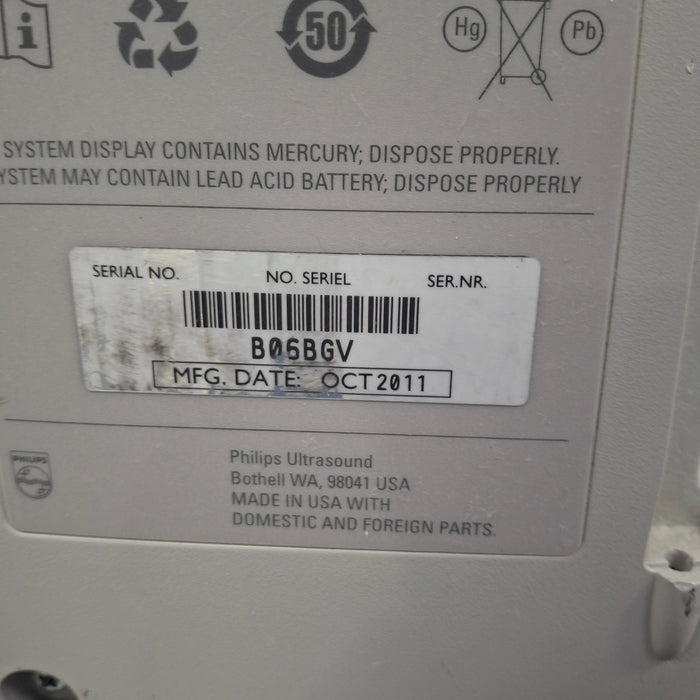 i
50
Hg Pb
SYSTEM DISPLAY CONTAINS MERCURY; DISPOSE PROPERLY.
YSTEM MAY CONTAIN LEAD ACID BATTERY; DISPOSE PROPERLY
SERIAL NO. NO. SERIEL SER.NR.
B06BGV
MFG. DATE: OCT2011
PHILIPS
Philips Ultrasound
Bothell WA, 98041 USA
MADE IN USA WITH
DOMESTIC AND FOREIGN PARTS.